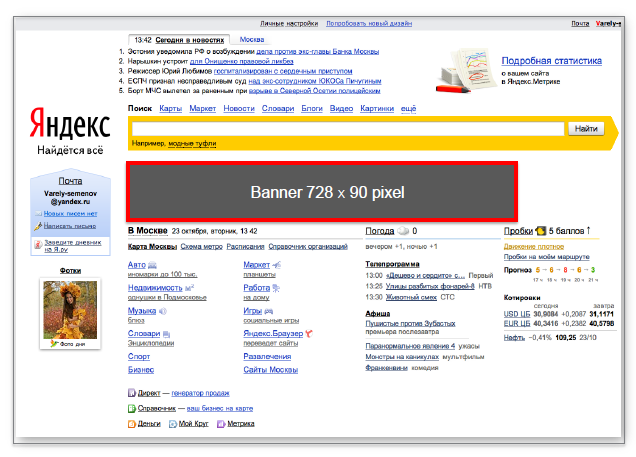 Личные настройки Попробовать новый дизайн Почта Varely-s
13:42 Сегодня в новостях Москва
1. Эстония уведомила РФ о возбуждении дела против экс-главы Банка Москвы
2. Нарышкин устроит для Онищенко правовой ликбез
3. Режиссер Юрий Любимов госпитализирован с сердечным приступом
4. ЕСПЧ признал несправедливым суд над экс-сотрудником ЮКОСа Пичугиным
5. Борт МЧС вылетел за раненными при взрыве в Северной Осетии полицейским
Подробная статистика
о вашем сайте
в Яндекс.Метрике
Яндекс
Найдётся всё
Поиск Карты Маркет Новости Словари Блоги Видео Картинки ещё
Найти
Например, модные туфли
Почта
Varely-semenov
@yandex.ru
Новых писем нет
Написать письмо
Заведите дневник
на Я.ру
Фотки
Фото дня
Banner 728 x 90 pixel
В Москве 23 октября, вторник, 13 42
Карта Москвы Схема метро Расписания Справочник организаций
Авто
иномарки до 100 тыс.
Недвижимость
однушки в Подмосковье
Музыка
блюз
Словари
Энциклопедии
Спорт
Бизнес
Маркет
планшеты
Работа
на дому
Игры
социальные игры
Яндекс.Браузер
переведет сайты
Развлечения
Сайты Москвы
Директ — генератор продаж
Справочник — ваш бизнес на карте
Деньги Мой Круг Метрика
Погода 0
вечером +1, ночью +1
Телепрограмма
13:00 «Дешево и сердито» с... Первый
13:25 Улицы разбитых фонарей-8 НТВ
13:30 Животный смех СТС
Афиша
Пушистые против Зубастых
премьера послезавтра
Паранормальное явление 4 ужасы
Монстры на каникулах мультфильм
Франкенвини комедия
Пробки 5 баллов ↑
Движение плотное
Пробки на моём маршруте
Прогноз 5 → 6 → 8 → 6 → 3
17 ч 18 ч 19 ч 20 ч 21 ч
Котировки
сегодня завтра
USD ЦБ 30,9084 +0,2087 31,1171
EUR ЦБ 40,3416 +0,2382 40,5798
Нефть −0,41% 109,25 23/10